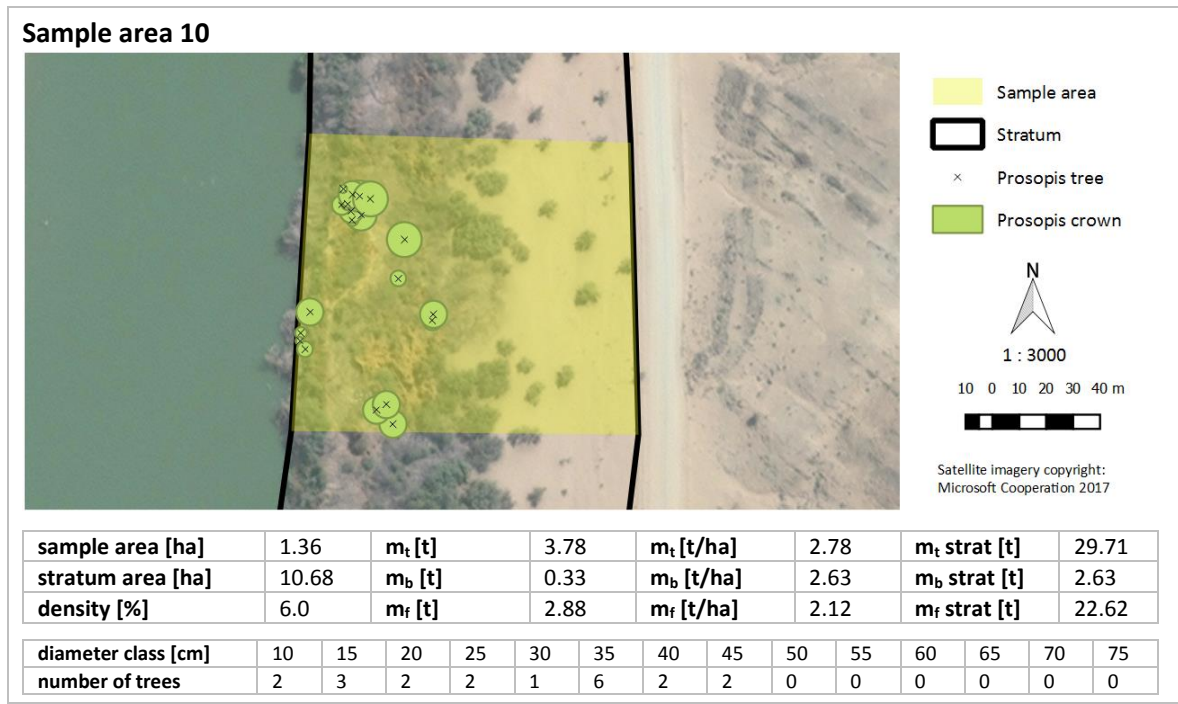 Sample area 10
Sample area
Stratum
Prosopis tree
Prosopis crown
N
1 : 3000
10 0 10 20 30 40 m
Satellite imagery copyright:
Microsoft Cooperation 2017
sample area [ha] 1.36 mt [t] 3.78 mt [t/ha] 2.78 mt strat [t] 29.71
stratum area [ha] 10.68 mb [t] 0.33 mb [t/ha] 2.63 mb strat [t] 2.63
density [%] 6.0 mf [t] 2.88 mf [t/ha] 2.12 mf strat [t] 22.62
diameter class [cm] 10 15 20 25 30 35 40 45 50 55 60 65 70 75
number of trees 2 3 2 2 1 6 2 2 0 0 0 0 0 0